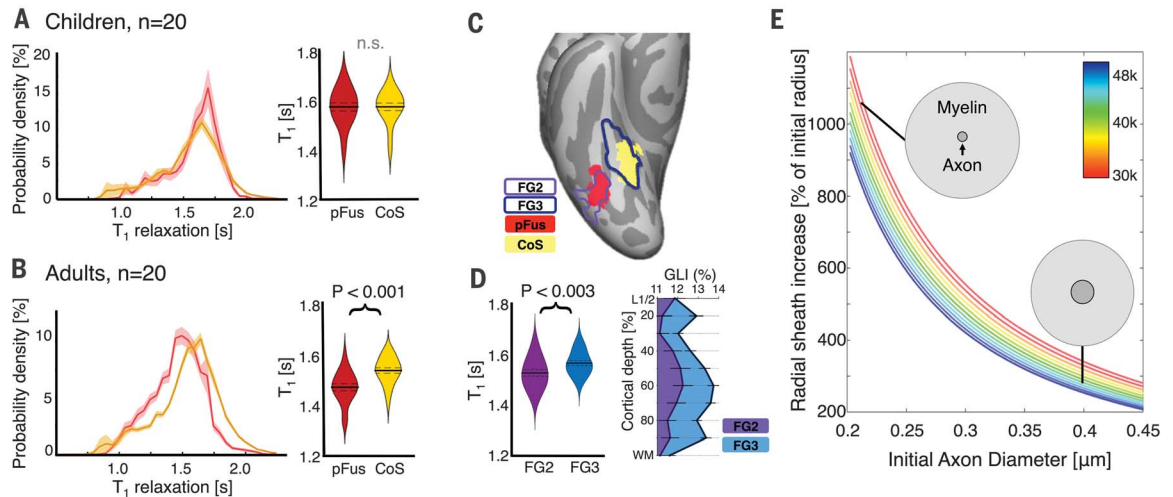 A Children, n=20
Probability density [%]
20
15
10
5
0
1.0 1.5 2.0
T1 relaxation [s]
n.s.
T1 [s]
1.8
1.6
1.4
1.2
pFus CoS
B Adults, n=20
Probability density [%]
10
5
0
1.0 1.5 2.0
T1 relaxation [s]
P < 0.001
T1 [s]
1.8
1.6
1.4
1.2
pFus CoS
C
FG2
FG3
pFus
CoS
D
P < 0.003
T1 [s]
1.8
1.6
1.4
1.2
FG2 FG3
GLI (%)
11 12 13 14
Cortical depth [%]
L1/2
20
40
60
80
WM
FG2
FG3
E
Radial sheath increase [% of initial radius]
1000
800
600
400
200
0.2 0.25 0.3 0.35 0.4 0.45
Initial Axon Diameter [µm]
Myelin
Axon
48k
40k
30k